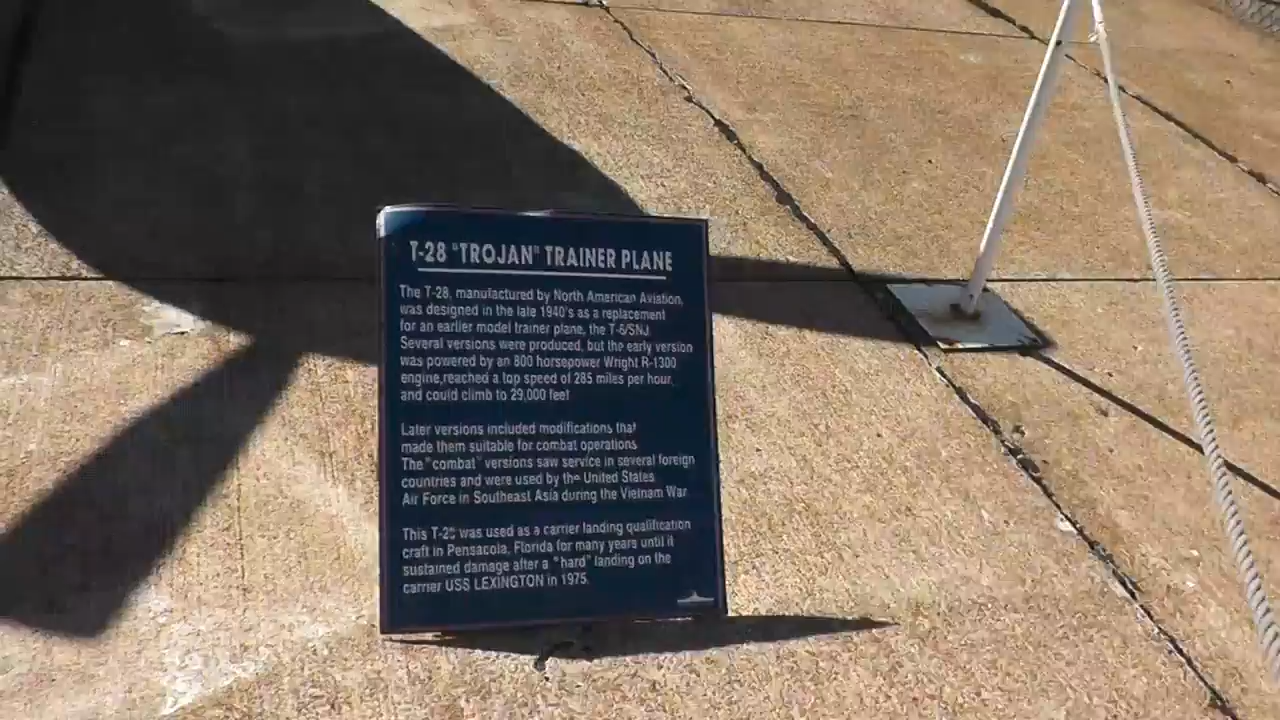 T-28 "TROJAN" TRAINER PLANE
The T-28, manufactured by North American Aviation,
was designed in the late 1940's as a replacement
for an earlier model trainer plane, the T-6/SNJ.
Several versions were produced, but the early version
was powered by an 800 horsepower Wright R-1300
engine,reached a top speed of 285 miles per hour,
and could climb to 29,000 feet
Later versions included modifications that
made them suitable for combat operations
The "combat" versions saw service in several foreign
countries and were used by the United States
Air Force in Southeast Asia during the Vietnam War
This T-28 was used as a carrier landing qualification
craft in Pensacola, Florida for many years until it
sustained damage after a "hard" landing on the
carrier USS LEXINGTON in 1975.